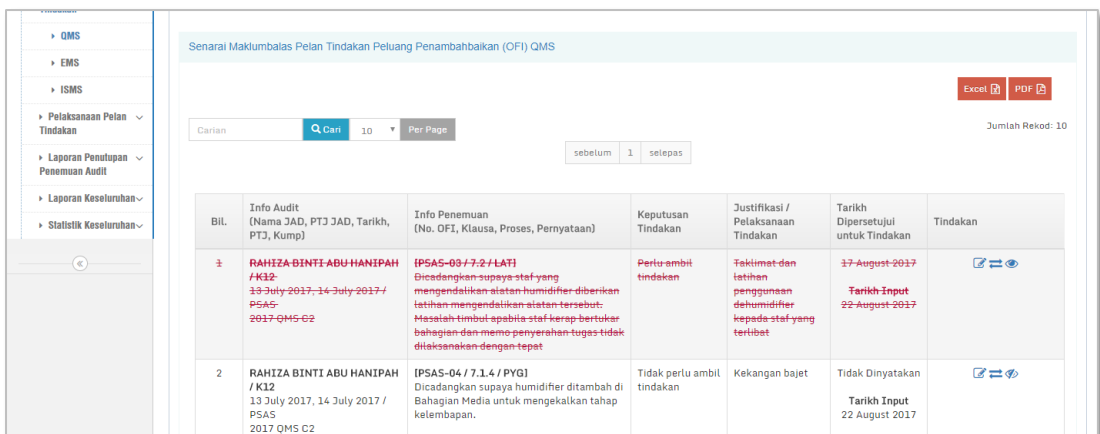 QMS
EMS
ISMS
Pelaksanaan Pelan
Tindakan
Laporan Penutupan
Penemuan Audit
Laporan Keseluruhan
Statistik Keseluruhan
Senarai Maklumbalas Pelan Tindakan Peluang Penambahbaikan (OFI) QMS
Excel PDF
Carian Cari 10 Per Page
Jumlah Rekod: 10
sebelum 1 selepas
Bil.
Info Audit
(Nama JAD, PTJ JAD, Tarikh,
PTJ, Kump)
Info Penemuan
(No. OFI, Klausa, Proses, Pernyataan)
Keputusan
Tindakan
Justifikasi /
Pelaksanaan
Tindakan
Tarikh
Dipersetujui
untuk Tindakan
Tindakan
1
RAHIZA BINTI ABU HANIPAH
/ K12
13 July 2017, 14 July 2017 /
PSAS
2017 QMS C2
[PSAS-03 / 7.2 / LAT]
Dicadangkan supaya staf yang
mengendalikan alatan humidifier diberikan
latihan mengendalikan alatan tersebut.
Masalah timbul apabila staf kerap bertukar
bahagian dan memo penyerahan tugas tidak
dilaksanakan dengan tepat
Perlu ambil
tindakan
Taklimat dan
latihan
penggunaan
dehumidifier
kepada staf yang
terlibat
17 August 2017
Tarikh Input
22 August 2017
2
RAHIZA BINTI ABU HANIPAH
/ K12
13 July 2017, 14 July 2017 /
PSAS
2017 QMS C2
[PSAS-04 / 7.1.4 / PYG]
Dicadangkan supaya humidifier ditambah di
Bahagian Media untuk mengekalkan tahap
kelembapan.
Tidak perlu ambil
tindakan
Kekangan bajet
Tidak Dinyatakan
Tarikh Input
22 August 2017